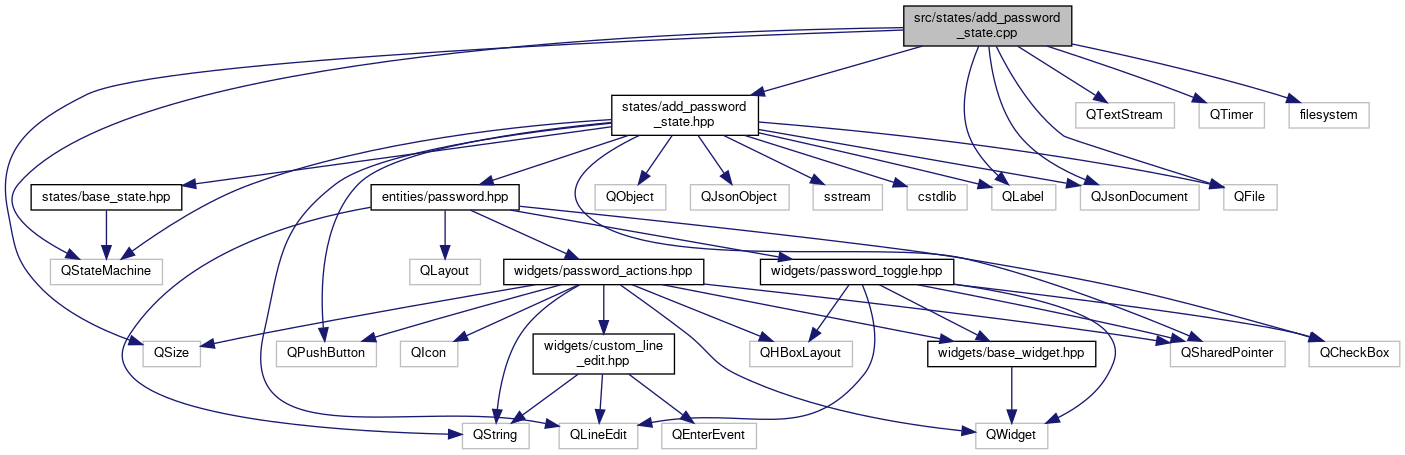 src/states/add_password
_state.cpp
states/add_password
_state.hpp
QTextStream
QTimer
filesystem
states/base_state.hpp
entities/password.hpp
QObject
QJsonObject
sstream
cstdlib
QLabel
QJsonDocument
QFile
QStateMachine
QLayout
widgets/password_actions.hpp
widgets/password_toggle.hpp
QSize
QPushButton
QIcon
widgets/custom_line
_edit.hpp
QHBoxLayout
widgets/base_widget.hpp
QSharedPointer
QCheckBox
QString
QLineEdit
QEnterEvent
QWidget